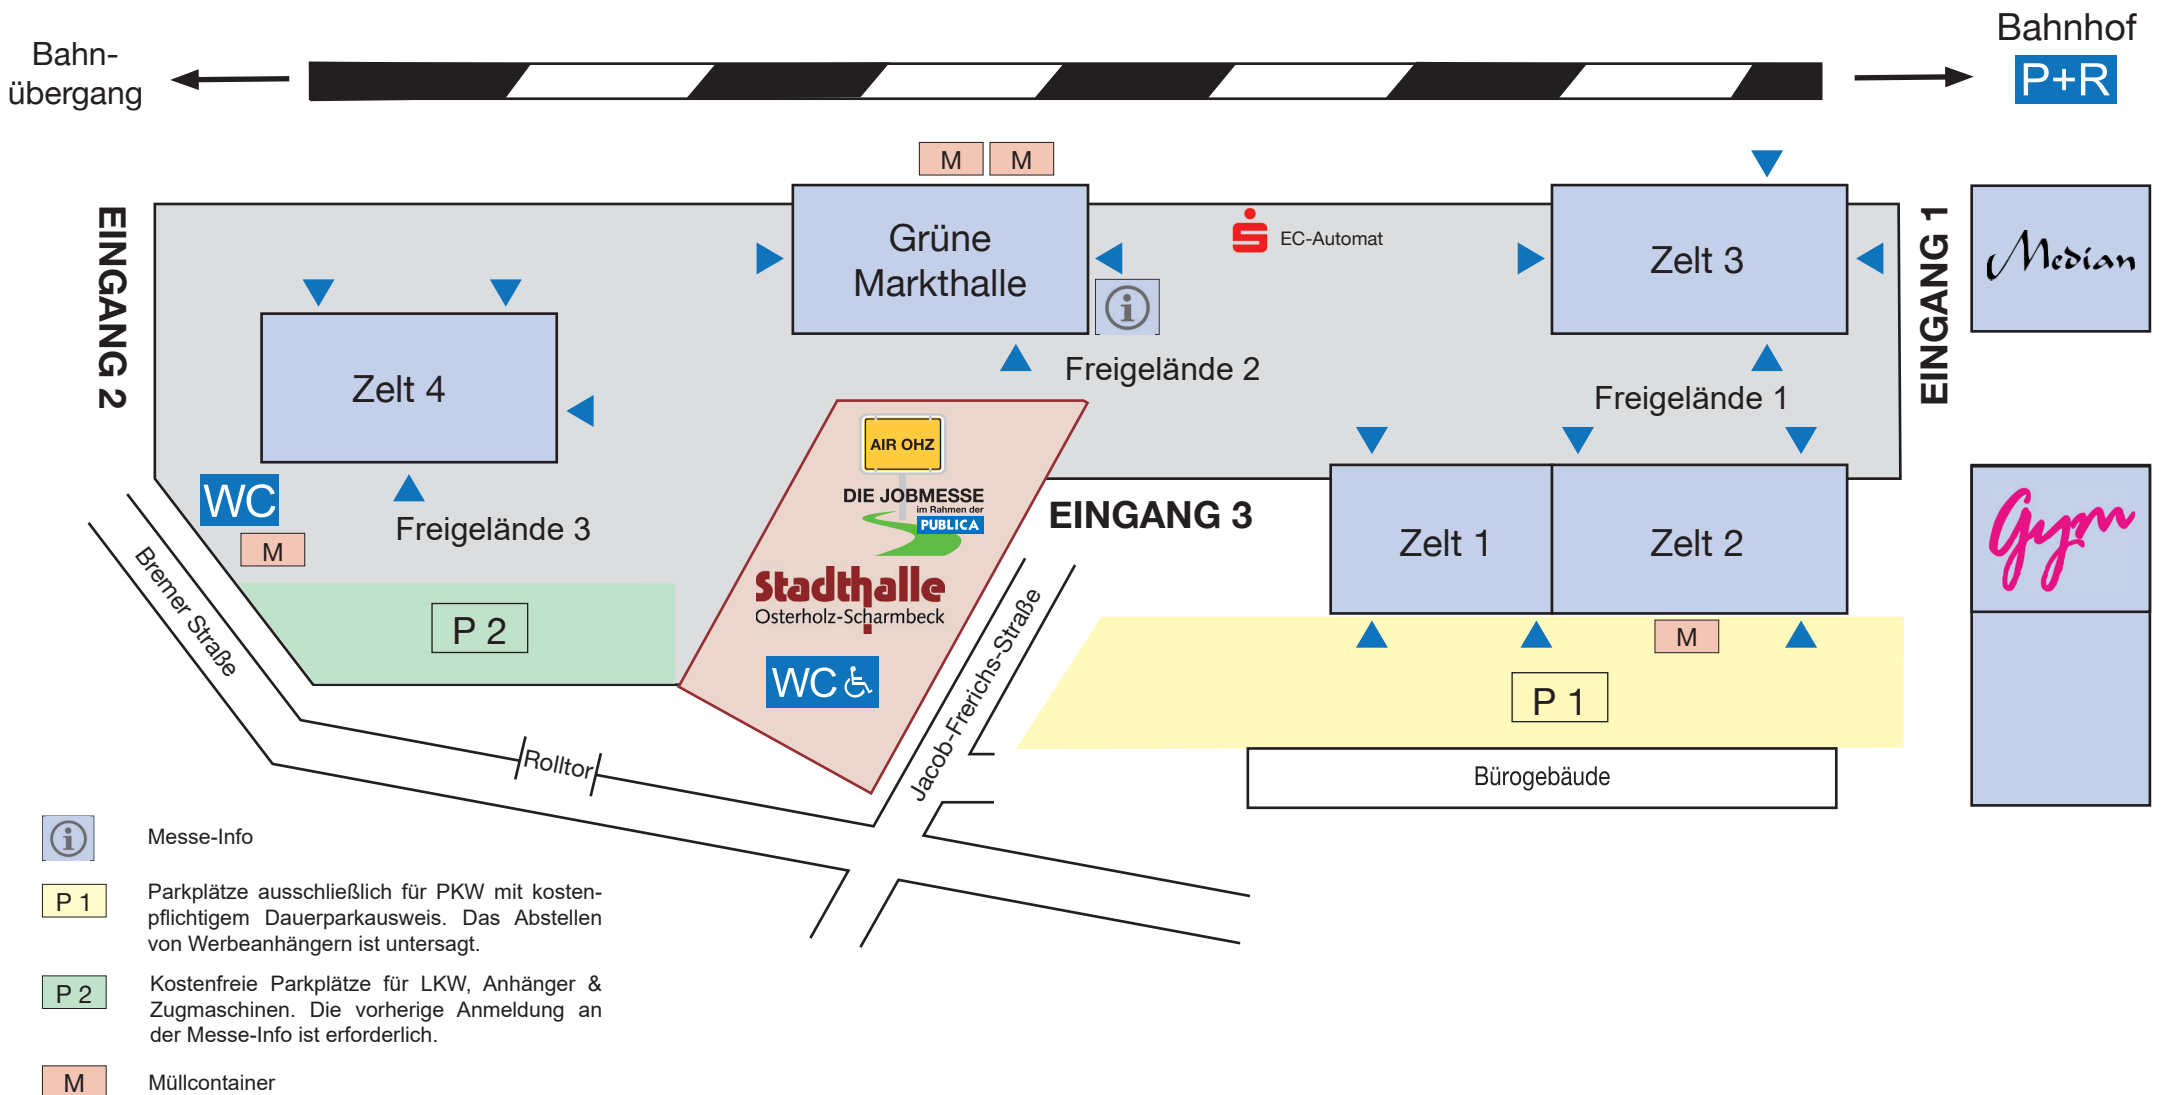 Bahn-
übergang
Bahnhof
P+R
M
M
EINGANG 2
Grüne
Markthalle
EC-Automat
Zelt 3
EINGANG 1
Median
Zelt 4
Freigelände 2
Freigelände 1
AIR OHZ
DIE JOBMESSE
im Rahmen der
PUBLICA
WC
M
Freigelände 3
EINGANG 3
Zelt 1
Zelt 2
Gym
Bremer Straße
P 2
Stadthalle
Osterholz-Scharmbeck
WC
Jacob-Frerichs-Straße
M
P 1
Rolltor
Bürogebäude
i
Messe-Info
P 1
Parkplätze ausschließlich für PKW mit kosten-
pflichtigem Dauerparkausweis. Das Abstellen
von Werbeanhängern ist untersagt.
P 2
Kostenfreie Parkplätze für LKW, Anhänger &
Zugmaschinen. Die vorherige Anmeldung an
der Messe-Info ist erforderlich.
M
Müllcontainer